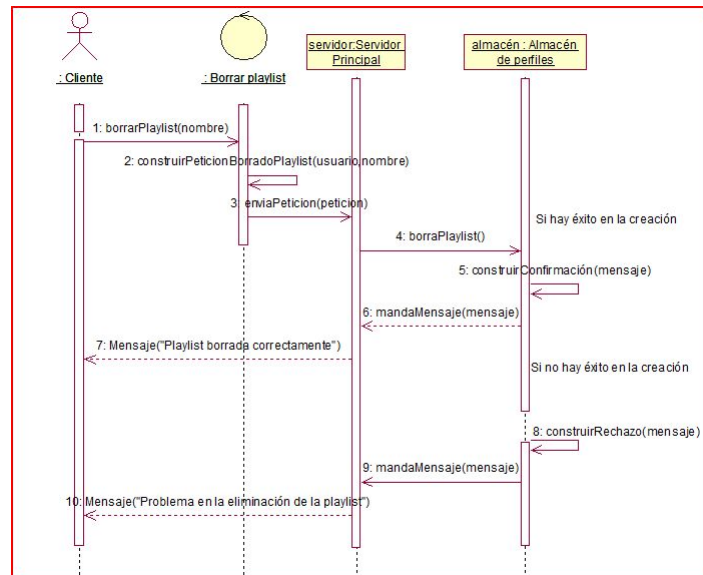 : Cliente
: Borrar playlist
servidor:Servidor
Principal
almacén : Almacén
de perfiles
1: borrarPlaylist(nombre)
2: construirPeticionBorradoPlaylist(usuario,nombre)
3: enviaPeticion(peticion)
Si hay éxito en la creación
4: borraPlaylist()
5: construirConfirmación(mensaje)
6: mandaMensaje(mensaje)
7: Mensaje("Playlist borrada correctamente")
Si no hay éxito en la creación
8: construirRechazo(mensaje)
9: mandaMensaje(mensaje)
10: Mensaje("Problema en la eliminación de la playlist")